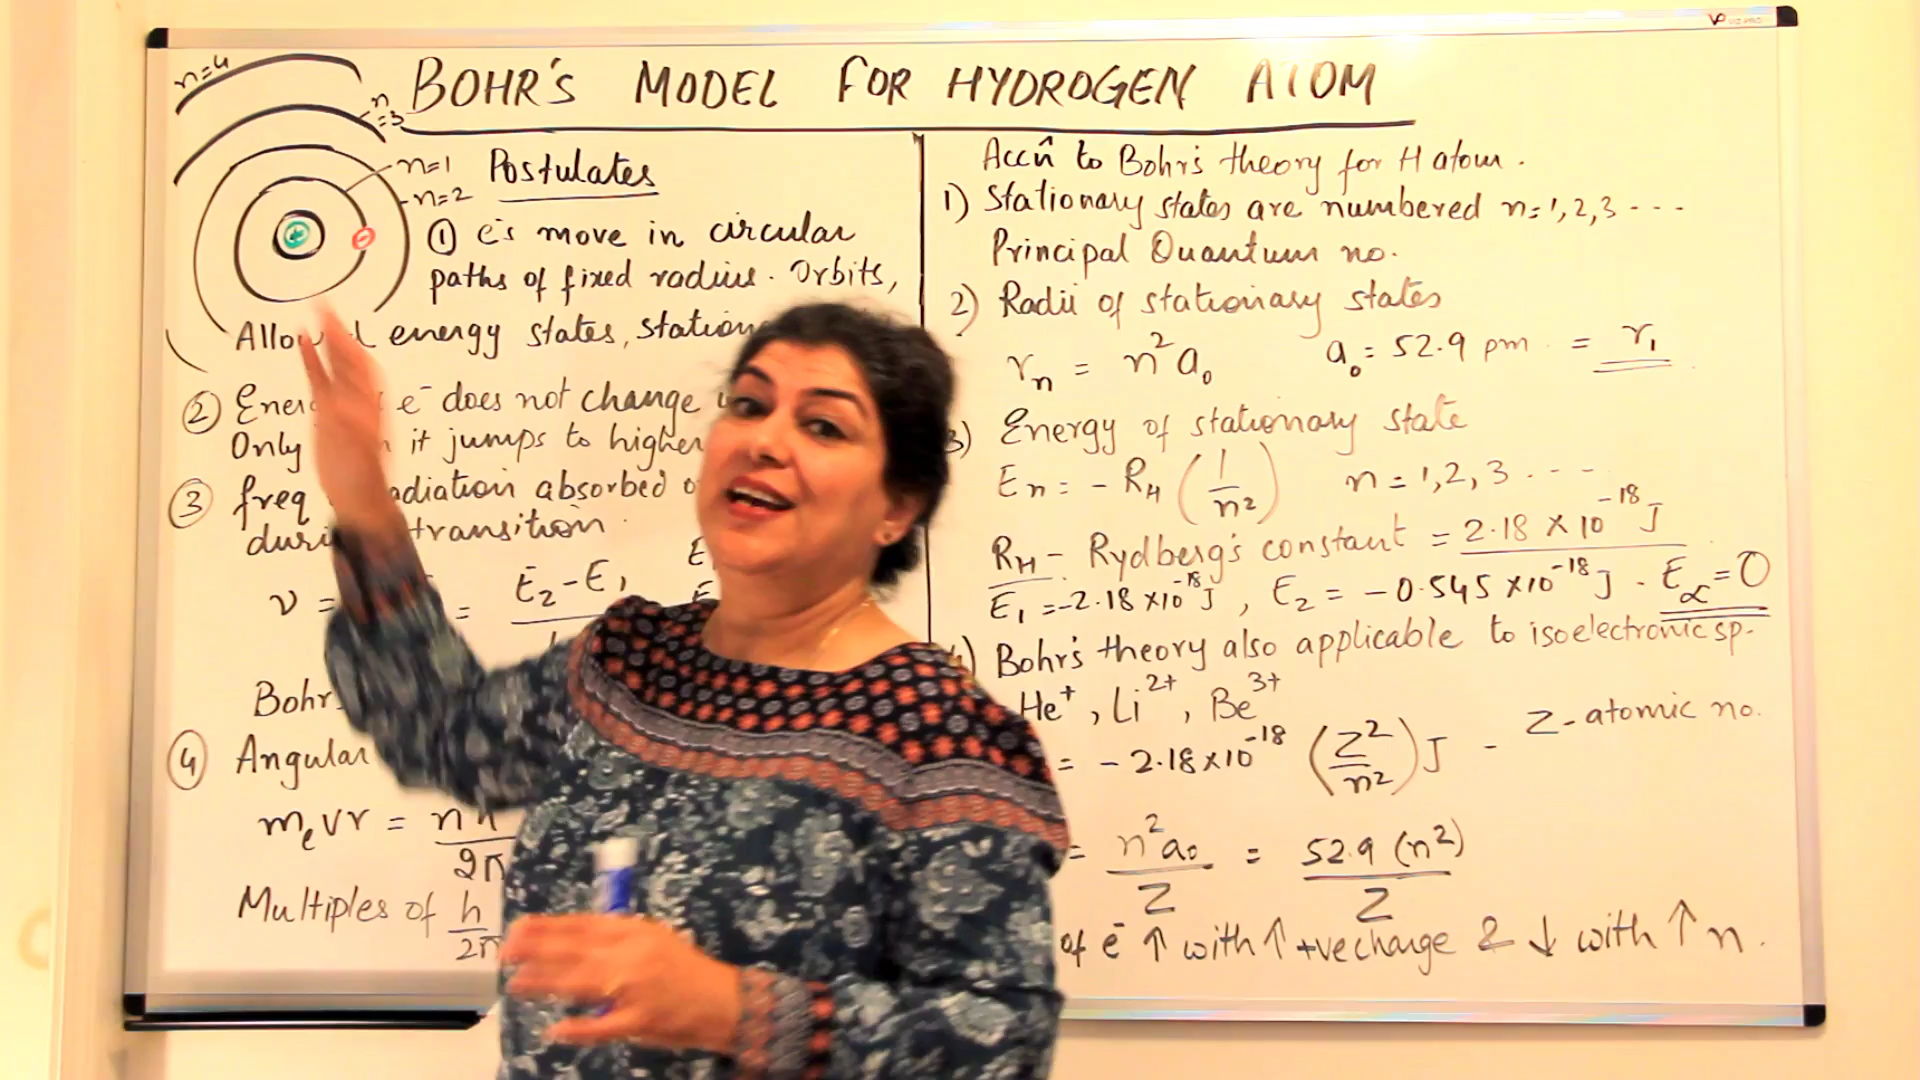 BOHR'S MODEL FOR HYDROGEN ATOM
n=4
n=3
n=1
n=2
Postulates
① e⁻s move in circular
paths of fixed radius. Orbits,
energy states,
② e⁻ does not change
Only it jumps to higher
③ freq absorbed
transition.
ν =
= E₂-E₁
④ Angular
mₑvr = nh
2π
Multiples of h
2π
Accn̂ to Bohr's theory for H atom.
1) Stationary states are numbered n=1,2,3 ---
Principal Quantum no.
2) Radii of stationary states
rₙ = n²a₀ a₀ = 52.9 pm. = r₁
3) Energy of stationary state
Eₙ = - R_H (1/n²) n = 1,2,3 ----
R_H - Rydberg's constant = 2.18 × 10⁻¹⁸ J
E₁ = -2.18 ×10⁻¹⁸ J , E₂ = -0.545 ×10⁻¹⁸ J . E∝ = 0
Bohr's theory also applicable to isoelectronic sp.
He⁺, Li²⁺, Be³⁺
= - 2.18×10⁻¹⁸ (Z²/n²) J - Z-atomic no.
= n²a₀/Z = 52.9 (n²)/Z
of e⁻ ↑ with ↑ +ve charge & ↓ with ↑ n.